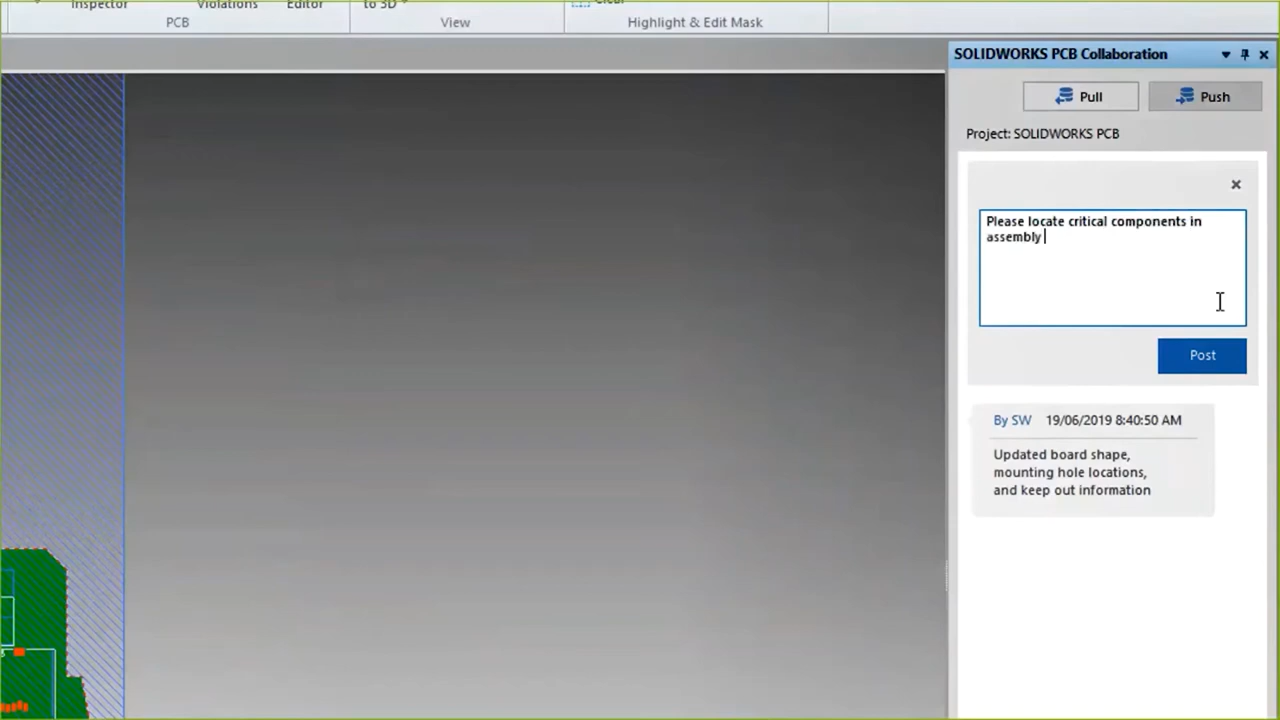 Inspector
Violations
Editor
to 3D
Clear
PCB
View
Highlight & Edit Mask
SOLIDWORKS PCB Collaboration
Pull
Push
Project: SOLIDWORKS PCB
Please locate critical components in
assembly
Post
By SW 19/06/2019 8:40:50 AM
Updated board shape,
mounting hole locations,
and keep out information